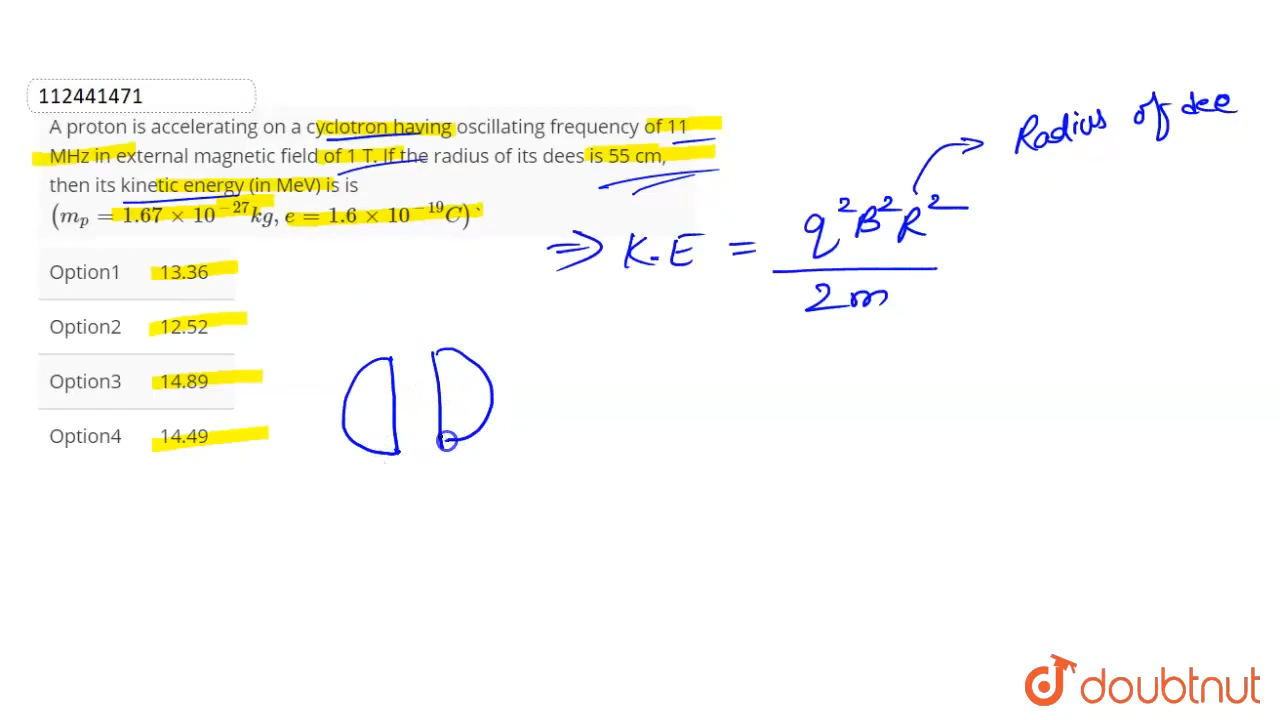 112441471
A proton is accelerating on a cyclotron having oscillating frequency of 11
MHz in external magnetic field of 1 T. If the radius of its dees is 55 cm,
then its kinetic energy (in MeV) is is
(m_p = 1.67 × 10^{-27}kg, e = 1.6 × 10^{-19}C)`
Option1 13.36
Option2 12.52
Option3 14.89
Option4 14.49
Radius of dee
⇒ K.E = q²B²R² / 2m
doubtnut